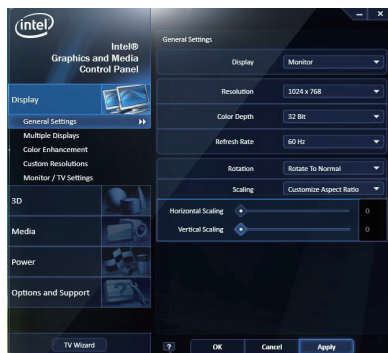 intel
Intel®
Graphics and Media
Control Panel
Display
General Settings
Multiple Displays
Color Enhancement
Custom Resolutions
Monitor / TV Settings
3D
Media
Power
Options and Support
TV Wizard
General Settings
Display Monitor
Resolution 1024 x 768
Color Depth 32 Bit
Refresh Rate 60 Hz
Rotation Rotate To Normal
Scaling Customize Aspect Ratio
Horizontal Scaling 0
Vertical Scaling 0
? OK Cancel Apply